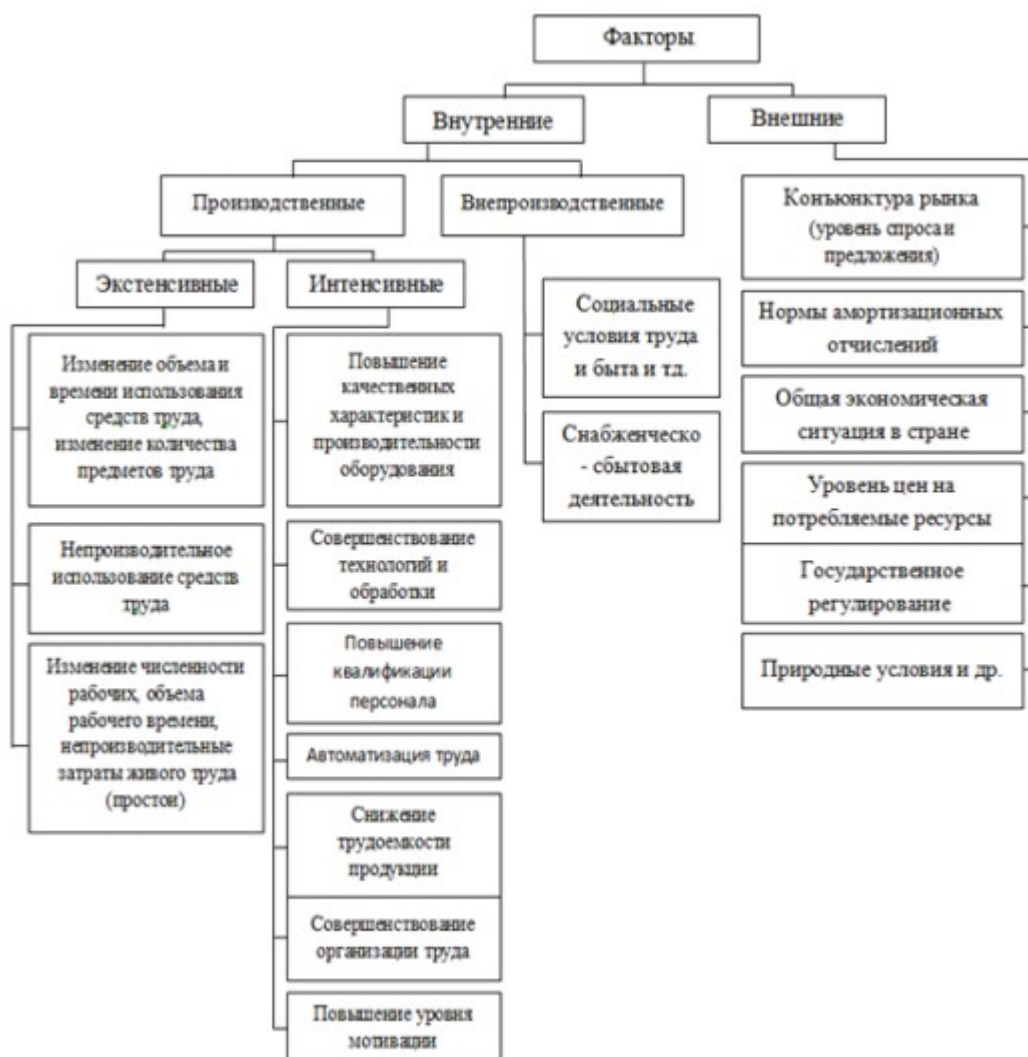 Факторы
Внутренние
Внешние
Производственные
Внепроизводственные
Экстенсивные
Интенсивные
Изменение объема и
времени использования
средств труда,
изменение количества
предметов труда
Непроизводительное
использование средств
труда
Изменение численности
рабочих, объема
рабочего времени,
непроизводительные
затраты живого труда
(простои)
Повышение
качественных
характеристик и
производительности
оборудования
Совершенствование
технологий и
обработки
Повышение
квалификации
персонала
Автоматизация труда
Снижение
трудоемкости
продукции
Совершенствование
организации труда
Повышение уровня
мотивации
Социальные
условия труда
и быта и т.д.
Снабженческо
- сбытовая
деятельность
Конъюнктура рынка
(уровень спроса и
предложения)
Нормы амортизационных
отчислений
Общая экономическая
ситуация в стране
Уровень цен на
потребляемые ресурсы
Государственное
регулирование
Природные условия и др.